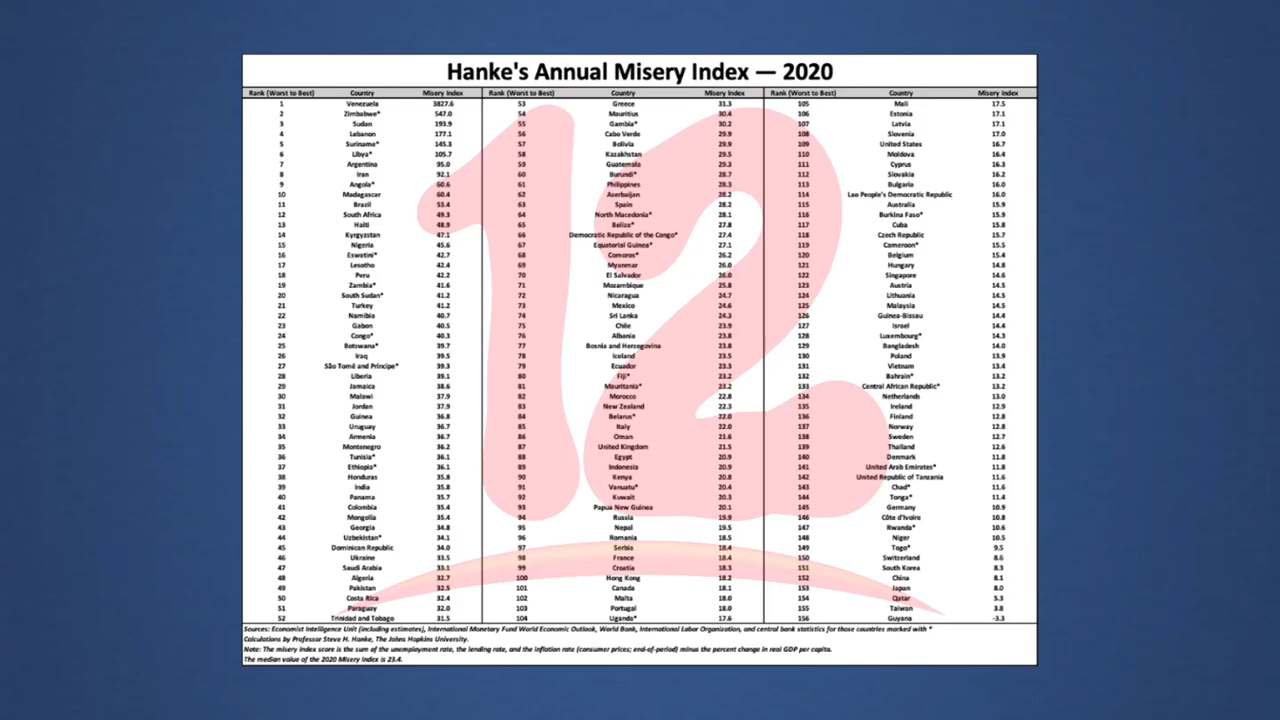 Hanke's Annual Misery Index — 2020
Rank (Worst to Best) Country Misery Index Rank (Worst to Best) Country Misery Index Rank (Worst to Best) Country Misery Index
1 Venezuela 3827.6 53 Greece 31.3 105 Mali 17.5
2 Zimbabwe* 547.0 54 Mauritius 30.4 106 Estonia 17.1
3 Sudan 193.9 55 Gambia* 30.2 107 Latvia 17.1
4 Lebanon 177.1 56 Cabo Verde 29.9 108 Slovenia 17.0
5 Suriname* 145.3 57 Bolivia 29.9 109 United States 16.7
6 Libya* 105.7 58 Kazakhstan 29.5 110 Moldova 16.4
7 Argentina 95.0 59 Guatemala 29.3 111 Cyprus 16.3
8 Iran 92.1 60 Burundi* 28.7 112 Slovakia 16.2
9 Angola* 60.6 61 Philippines 28.3 113 Bulgaria 16.0
10 Madagascar 60.4 62 Azerbaijan 28.2 114 Lao People's Democratic Republic 16.0
11 Brazil 53.4 63 Spain 28.2 115 Australia 15.9
12 South Africa 49.3 64 North Macedonia* 28.1 116 Burkina Faso* 15.9
13 Haiti 48.9 65 Belize* 27.8 117 Cuba 15.8
14 Kyrgyzstan 47.1 66 Democratic Republic of the Congo* 27.4 118 Czech Republic 15.7
15 Nigeria 45.6 67 Equatorial Guinea* 27.1 119 Cameroon* 15.5
16 Eswatini* 42.7 68 Comoros* 26.2 120 Belgium 15.4
17 Lesotho 42.4 69 Myanmar 26.0 121 Hungary 14.8
18 Peru 42.2 70 El Salvador 26.0 122 Singapore 14.6
19 Zambia* 41.6 71 Mozambique 25.8 123 Austria 14.5
20 South Sudan* 41.2 72 Nicaragua 24.7 124 Lithuania 14.5
21 Turkey 41.2 73 Mexico 24.6 125 Malaysia 14.5
22 Namibia 40.7 74 Sri Lanka 24.3 126 Guinea-Bissau 14.4
23 Gabon 40.5 75 Chile 23.9 127 Israel 14.4
24 Congo* 40.3 76 Albania 23.8 128 Luxembourg* 14.3
25 Botswana* 39.7 77 Bosnia and Herzegovina 23.8 129 Bangladesh 14.0
26 Iraq 39.5 78 Iceland 23.5 130 Poland 13.9
27 São Tomé and Príncipe* 39.3 79 Ecuador 23.3 131 Vietnam 13.4
28 Liberia 39.1 80 Fiji* 23.2 132 Bahrain* 13.2
29 Jamaica 38.6 81 Mauritania* 23.2 133 Central African Republic* 13.2
30 Malawi 37.9 82 Morocco 22.8 134 Netherlands 13.0
31 Jordan 37.9 83 New Zealand 22.3 135 Ireland 12.9
32 Guinea 36.8 84 Belarus* 22.0 136 Finland 12.8
33 Uruguay 36.7 85 Italy 22.0 137 Norway 12.8
34 Armenia 36.7 86 Oman 21.6 138 Sweden 12.7
35 Montenegro 36.2 87 United Kingdom 21.5 139 Thailand 12.6
36 Tunisia* 36.1 88 Egypt 20.9 140 Denmark 11.8
37 Ethiopia* 36.1 89 Indonesia 20.9 141 United Arab Emirates* 11.8
38 Honduras 35.8 90 Kenya 20.8 142 United Republic of Tanzania 11.6
39 India 35.8 91 Vanuatu* 20.4 143 Chad* 11.6
40 Panama 35.7 92 Kuwait 20.3 144 Tonga* 11.4
41 Colombia 35.4 93 Papua New Guinea 20.1 145 Germany 10.9
42 Mongolia 35.4 94 Russia 19.9 146 Côte d'Ivoire 10.8
43 Georgia 34.8 95 Nepal 19.5 147 Rwanda* 10.6
44 Uzbekistan* 34.1 96 Romania 18.5 148 Niger 10.5
45 Dominican Republic 34.0 97 Serbia 18.4 149 Togo* 9.5
46 Ukraine 33.5 98 France 18.4 150 Switzerland 8.6
47 Saudi Arabia 33.1 99 Croatia 18.3 151 South Korea 8.3
48 Algeria 32.7 100 Hong Kong 18.2 152 China 8.1
49 Pakistan 32.5 101 Canada 18.1 153 Japan 8.0
50 Costa Rica 32.4 102 Malta 18.0 154 Qatar 5.3
51 Paraguay 32.0 103 Portugal 18.0 155 Taiwan 3.8
52 Trinidad and Tobago 31.5 104 Uganda* 17.6 156 Guyana -3.3
Sources: Economist Intelligence Unit (including estimates), International Monetary Fund World Economic Outlook, World Bank, International Labor Organization, and central bank statistics for those countries marked with *
Calculations by Professor Steve H. Hanke, The Johns Hopkins University.
Note: The misery index score is the sum of the unemployment rate, the lending rate, and the inflation rate (consumer prices; end-of-period) minus the percent change in real GDP per capita.
The median value of the 2020 Misery Index is 23.4.
12